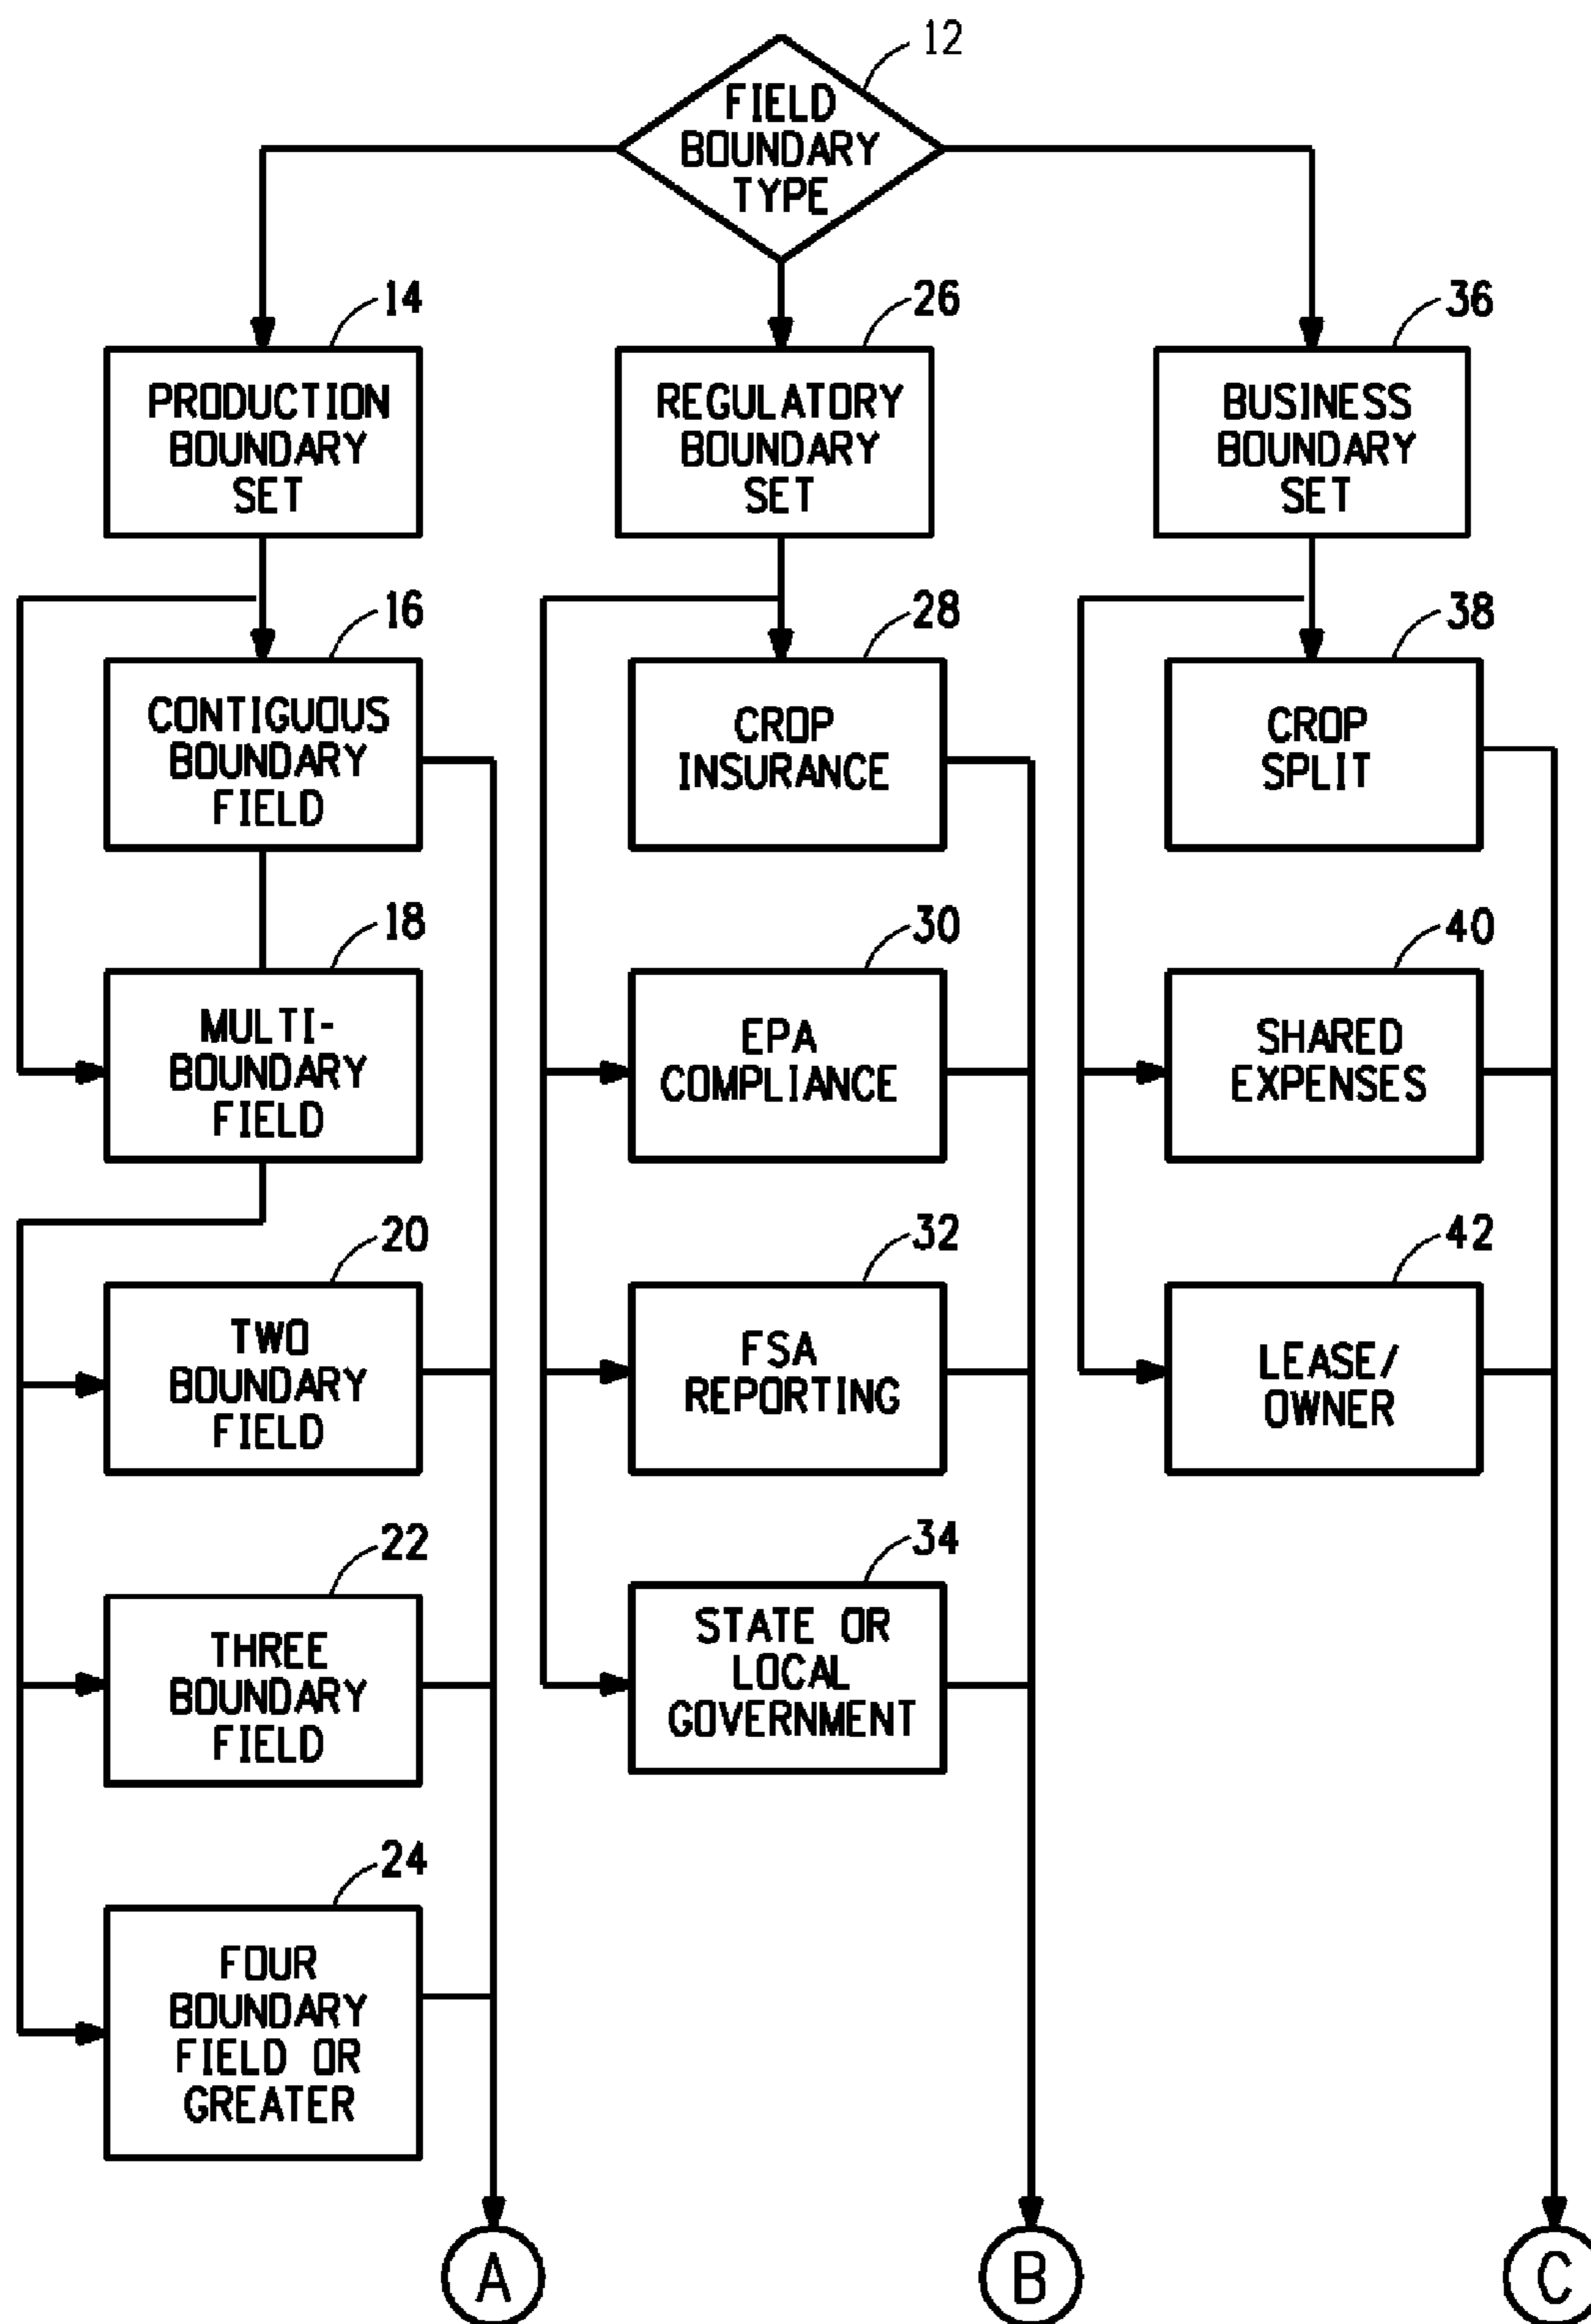 12
FIELD
BOUNDARY
TYPE
14
PRODUCTION
BOUNDARY
SET
26
REGULATORY
BOUNDARY
SET
36
BUSINESS
BOUNDARY
SET
16
CONTIGUOUS
BOUNDARY
FIELD
28
CROP
INSURANCE
38
CROP
SPLIT
18
MULTI-
BOUNDARY
FIELD
30
EPA
COMPLIANCE
40
SHARED
EXPENSES
20
TWO
BOUNDARY
FIELD
32
FSA
REPORTING
42
LEASE/
OWNER
22
THREE
BOUNDARY
FIELD
34
STATE OR
LOCAL
GOVERNMENT
24
FOUR
BOUNDARY
FIELD OR
GREATER
A
B
C